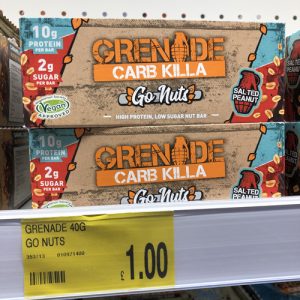 10g
PROTEIN
PER BAR
2g
SUGAR
PER BAR
Vegan
APPROVED
GRENADE
CARB KILLA
Go Nuts
HIGH PROTEIN, LOW SUGAR NUT BAR
SALTED
PEANUT
10g
PROTEIN
PER BAR
2g
SUGAR
PER BAR
Vegan
APPROVED
GRENADE
CARB KILLA
Go Nuts
SALTED
PEANUT
GRENADE 40G
GO NUTS
£ 1.00